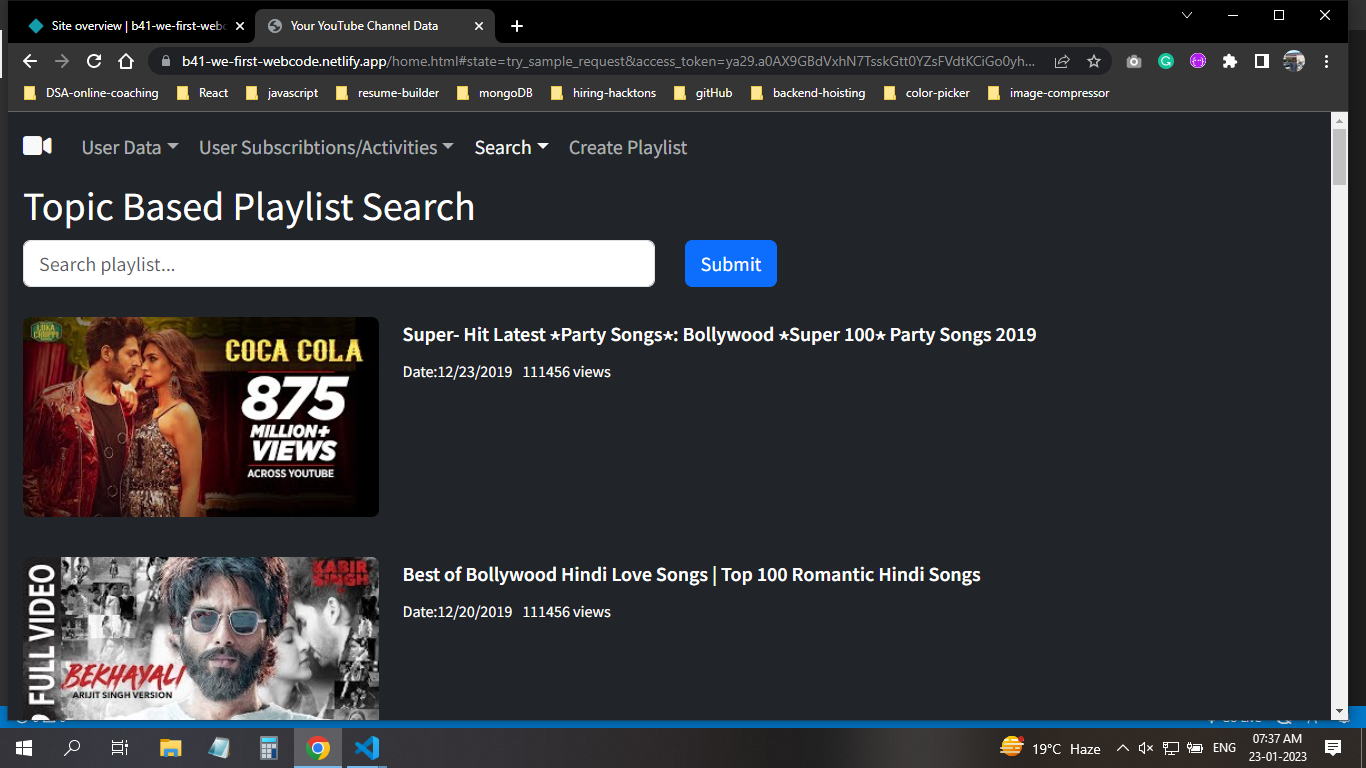 Site overview | b41-we-first-webc
Your YouTube Channel Data
b41-we-first-webcode.netlify.app/home.html#state=try_sample_request&access_token=ya29.a0AX9GBdVxhN7TsskGtt0YZsFVdtKCiGo0yh...
DSA-online-coaching
React
javascript
resume-builder
mongoDB
hiring-hacktons
gitHub
backend-hoisting
color-picker
image-compressor
User Data
User Subscribtions/Activities
Search
Create Playlist
Topic Based Playlist Search
Search playlist...
Submit
LUKA CHUPPI
COCA COLA
875
MILLION+
VIEWS
ACROSS YOUTUBE
Super- Hit Latest ★Party Songs★: Bollywood ★Super 100★ Party Songs 2019
Date:12/23/2019 111456 views
FULL VIDEO
KABIR
SINGH
BEKHAYALI
ARIJIT SINGH VERSION
Best of Bollywood Hindi Love Songs | Top 100 Romantic Hindi Songs
Date:12/20/2019 111456 views
19°C Haze
ENG
07:37 AM
23-01-2023